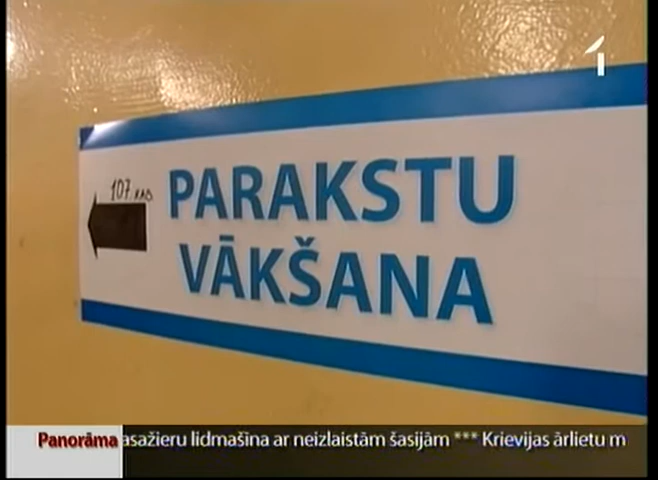 1
107. KAB
PARAKSTU
VĀKŠANA
Panorāma
asažieru lidmašīna ar neizlaistām šasijām *** Krievijas ārlietu m